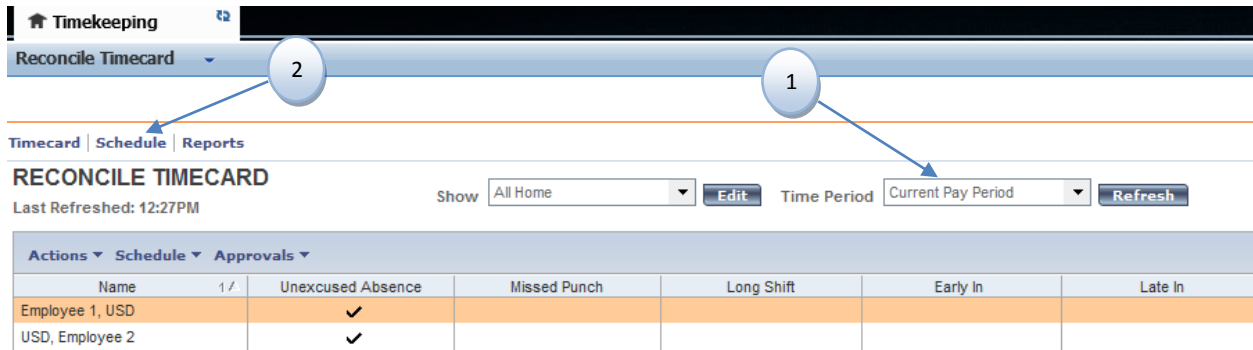 Timekeeping
Reconcile Timecard
2
1
Timecard | Schedule | Reports
RECONCILE TIMECARD
Last Refreshed: 12:27PM
Show All Home Edit Time Period Current Pay Period Refresh
Actions Schedule Approvals
Name 1 Unexcused Absence Missed Punch Long Shift Early In Late In
Employee 1, USD ✓
USD, Employee 2 ✓